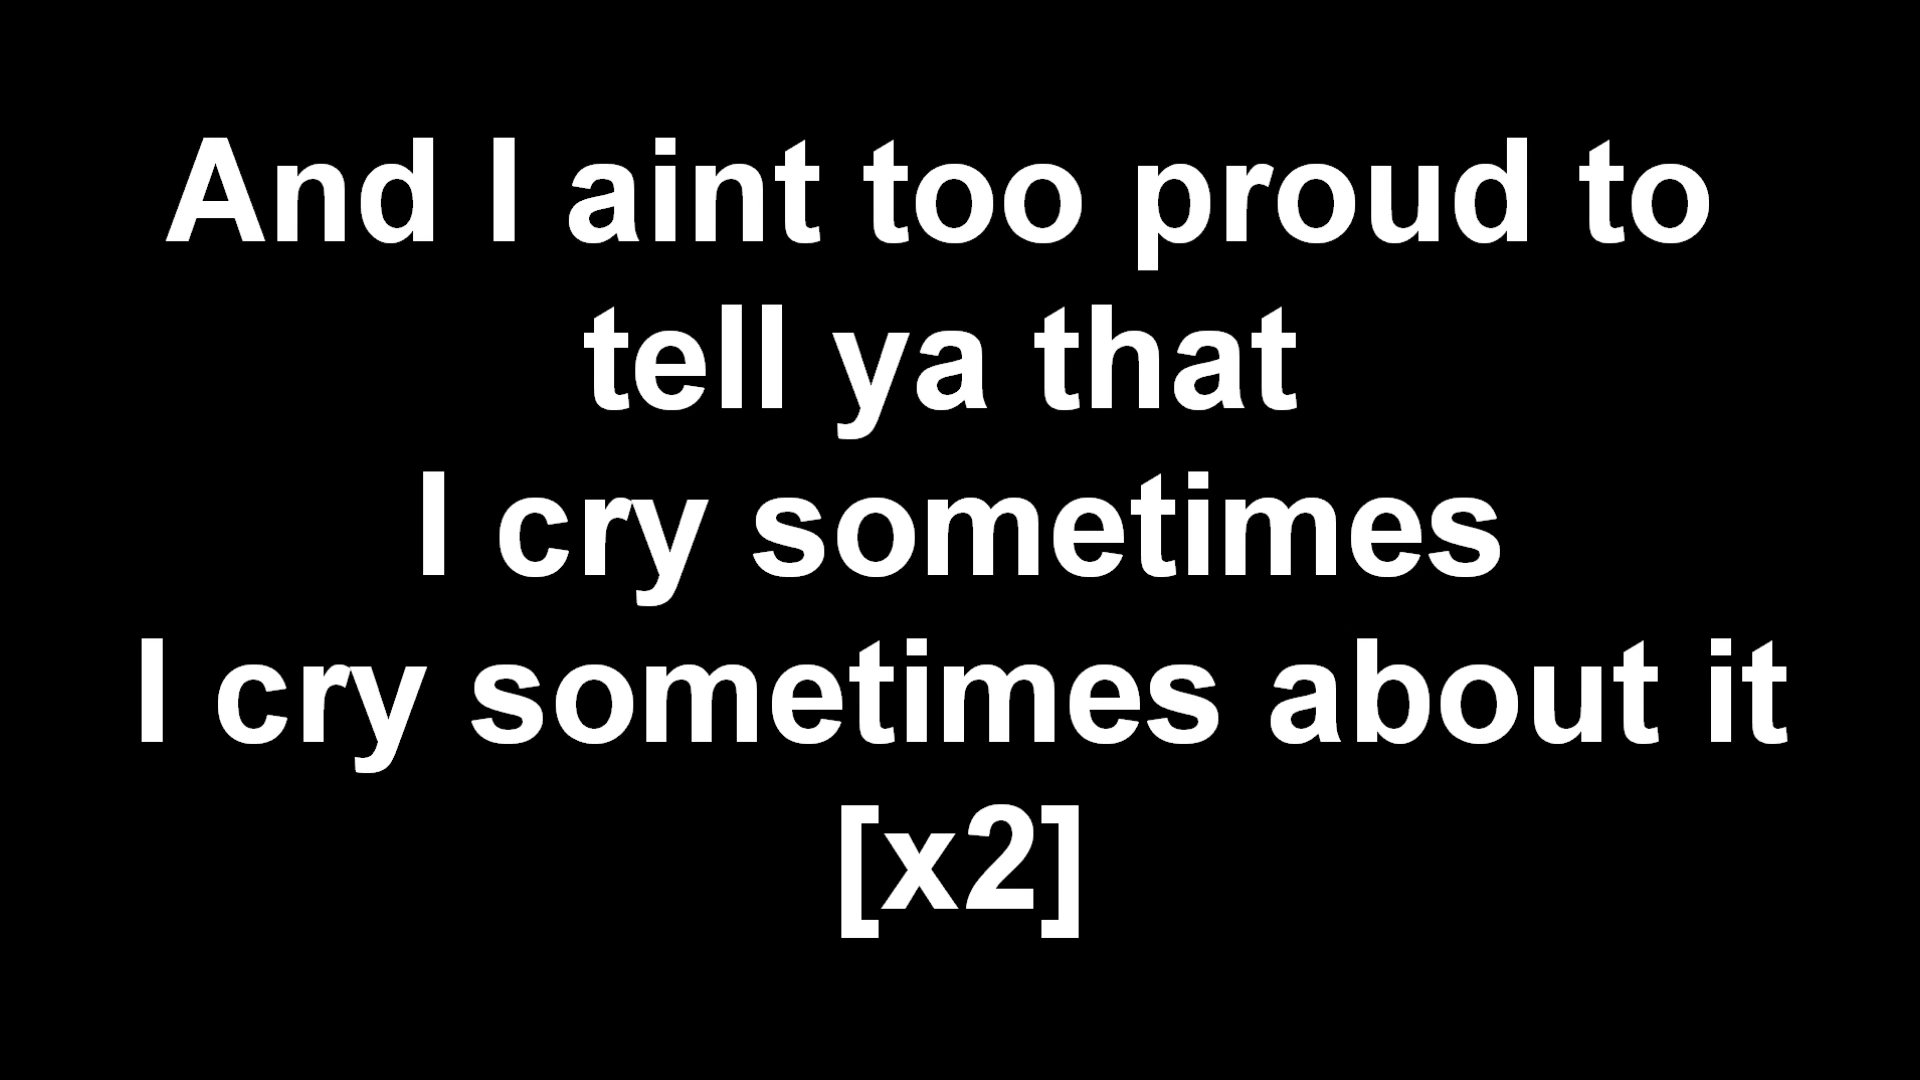 And I aint too proud to
tell ya that
I cry sometimes
I cry sometimes about it
[x2]